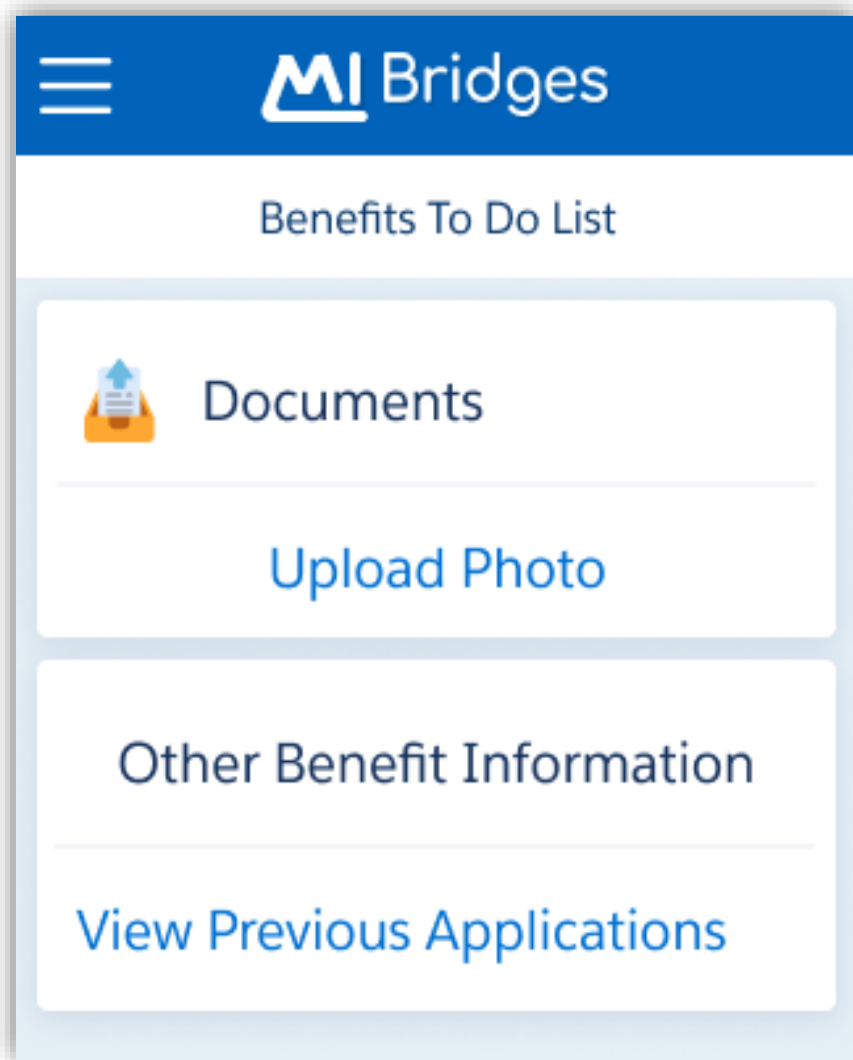 MI Bridges
Benefits To Do List
Documents
Upload Photo
Other Benefit Information
View Previous Applications